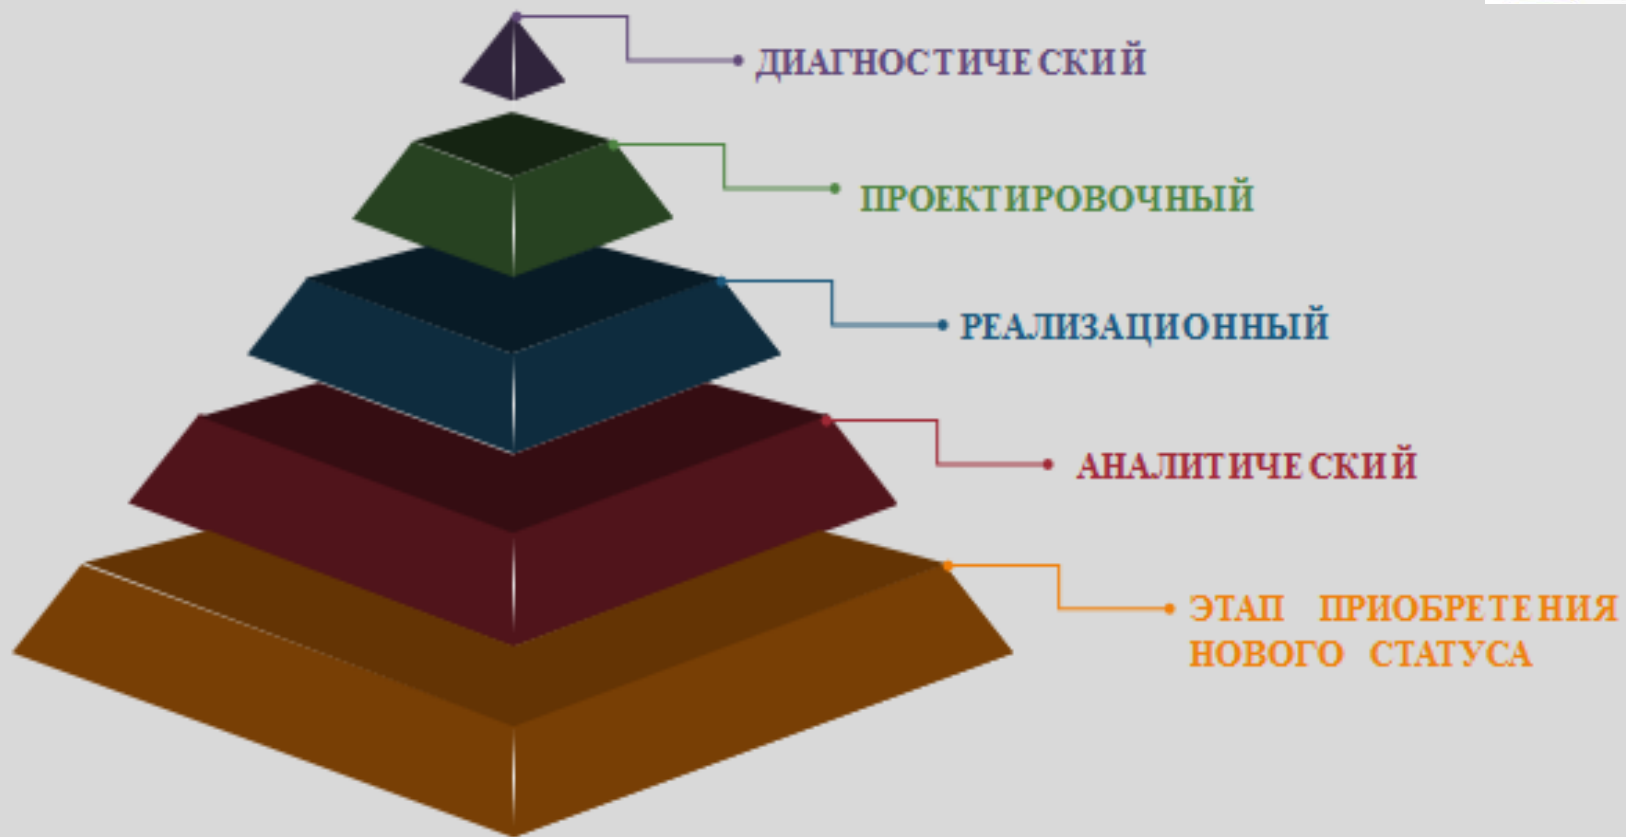 ДИАГНОСТИЧЕСКИЙ
ПРОЕКТИРОВОЧНЫЙ
РЕАЛИЗАЦИОННЫЙ
АНАЛИТИЧЕСКИЙ
ЭТАП ПРИОБРЕТЕНИЯ
НОВОГО СТАТУСА